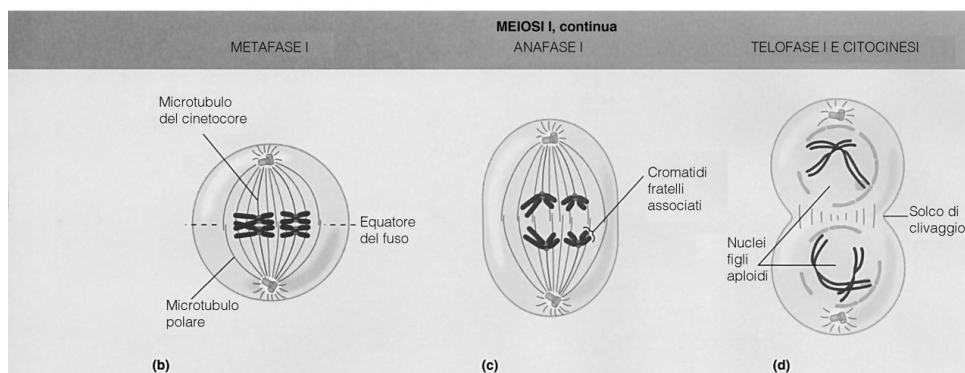 MEIOSI I, continua
METAFASE I
ANAFASE I
TELOFASE I E CITOCINESI
Microtubulo
del cinetocore
Equatore
del fuso
Microtubulo
polare
(b)
Cromatidi
fratelli
associati
(c)
Solco di
clivaggio
Nuclei
figli
aploidi
(d)